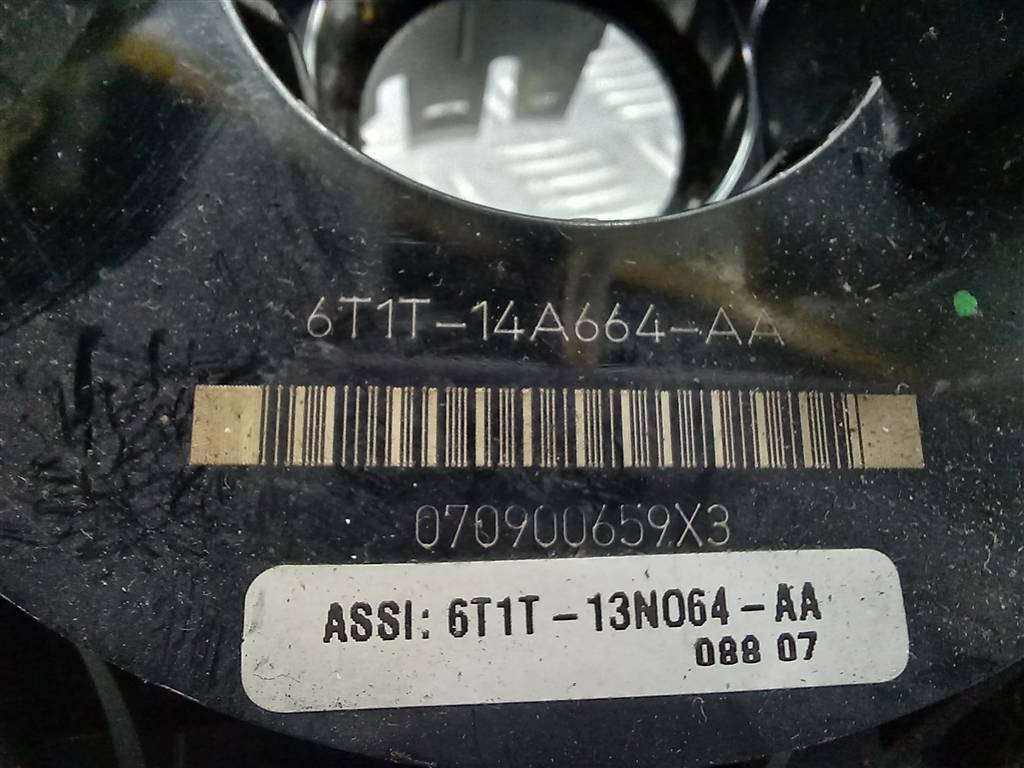 6T1T-14A664-AA
070900659X3
ASSI: 6T1T-13N064-AA
088 07